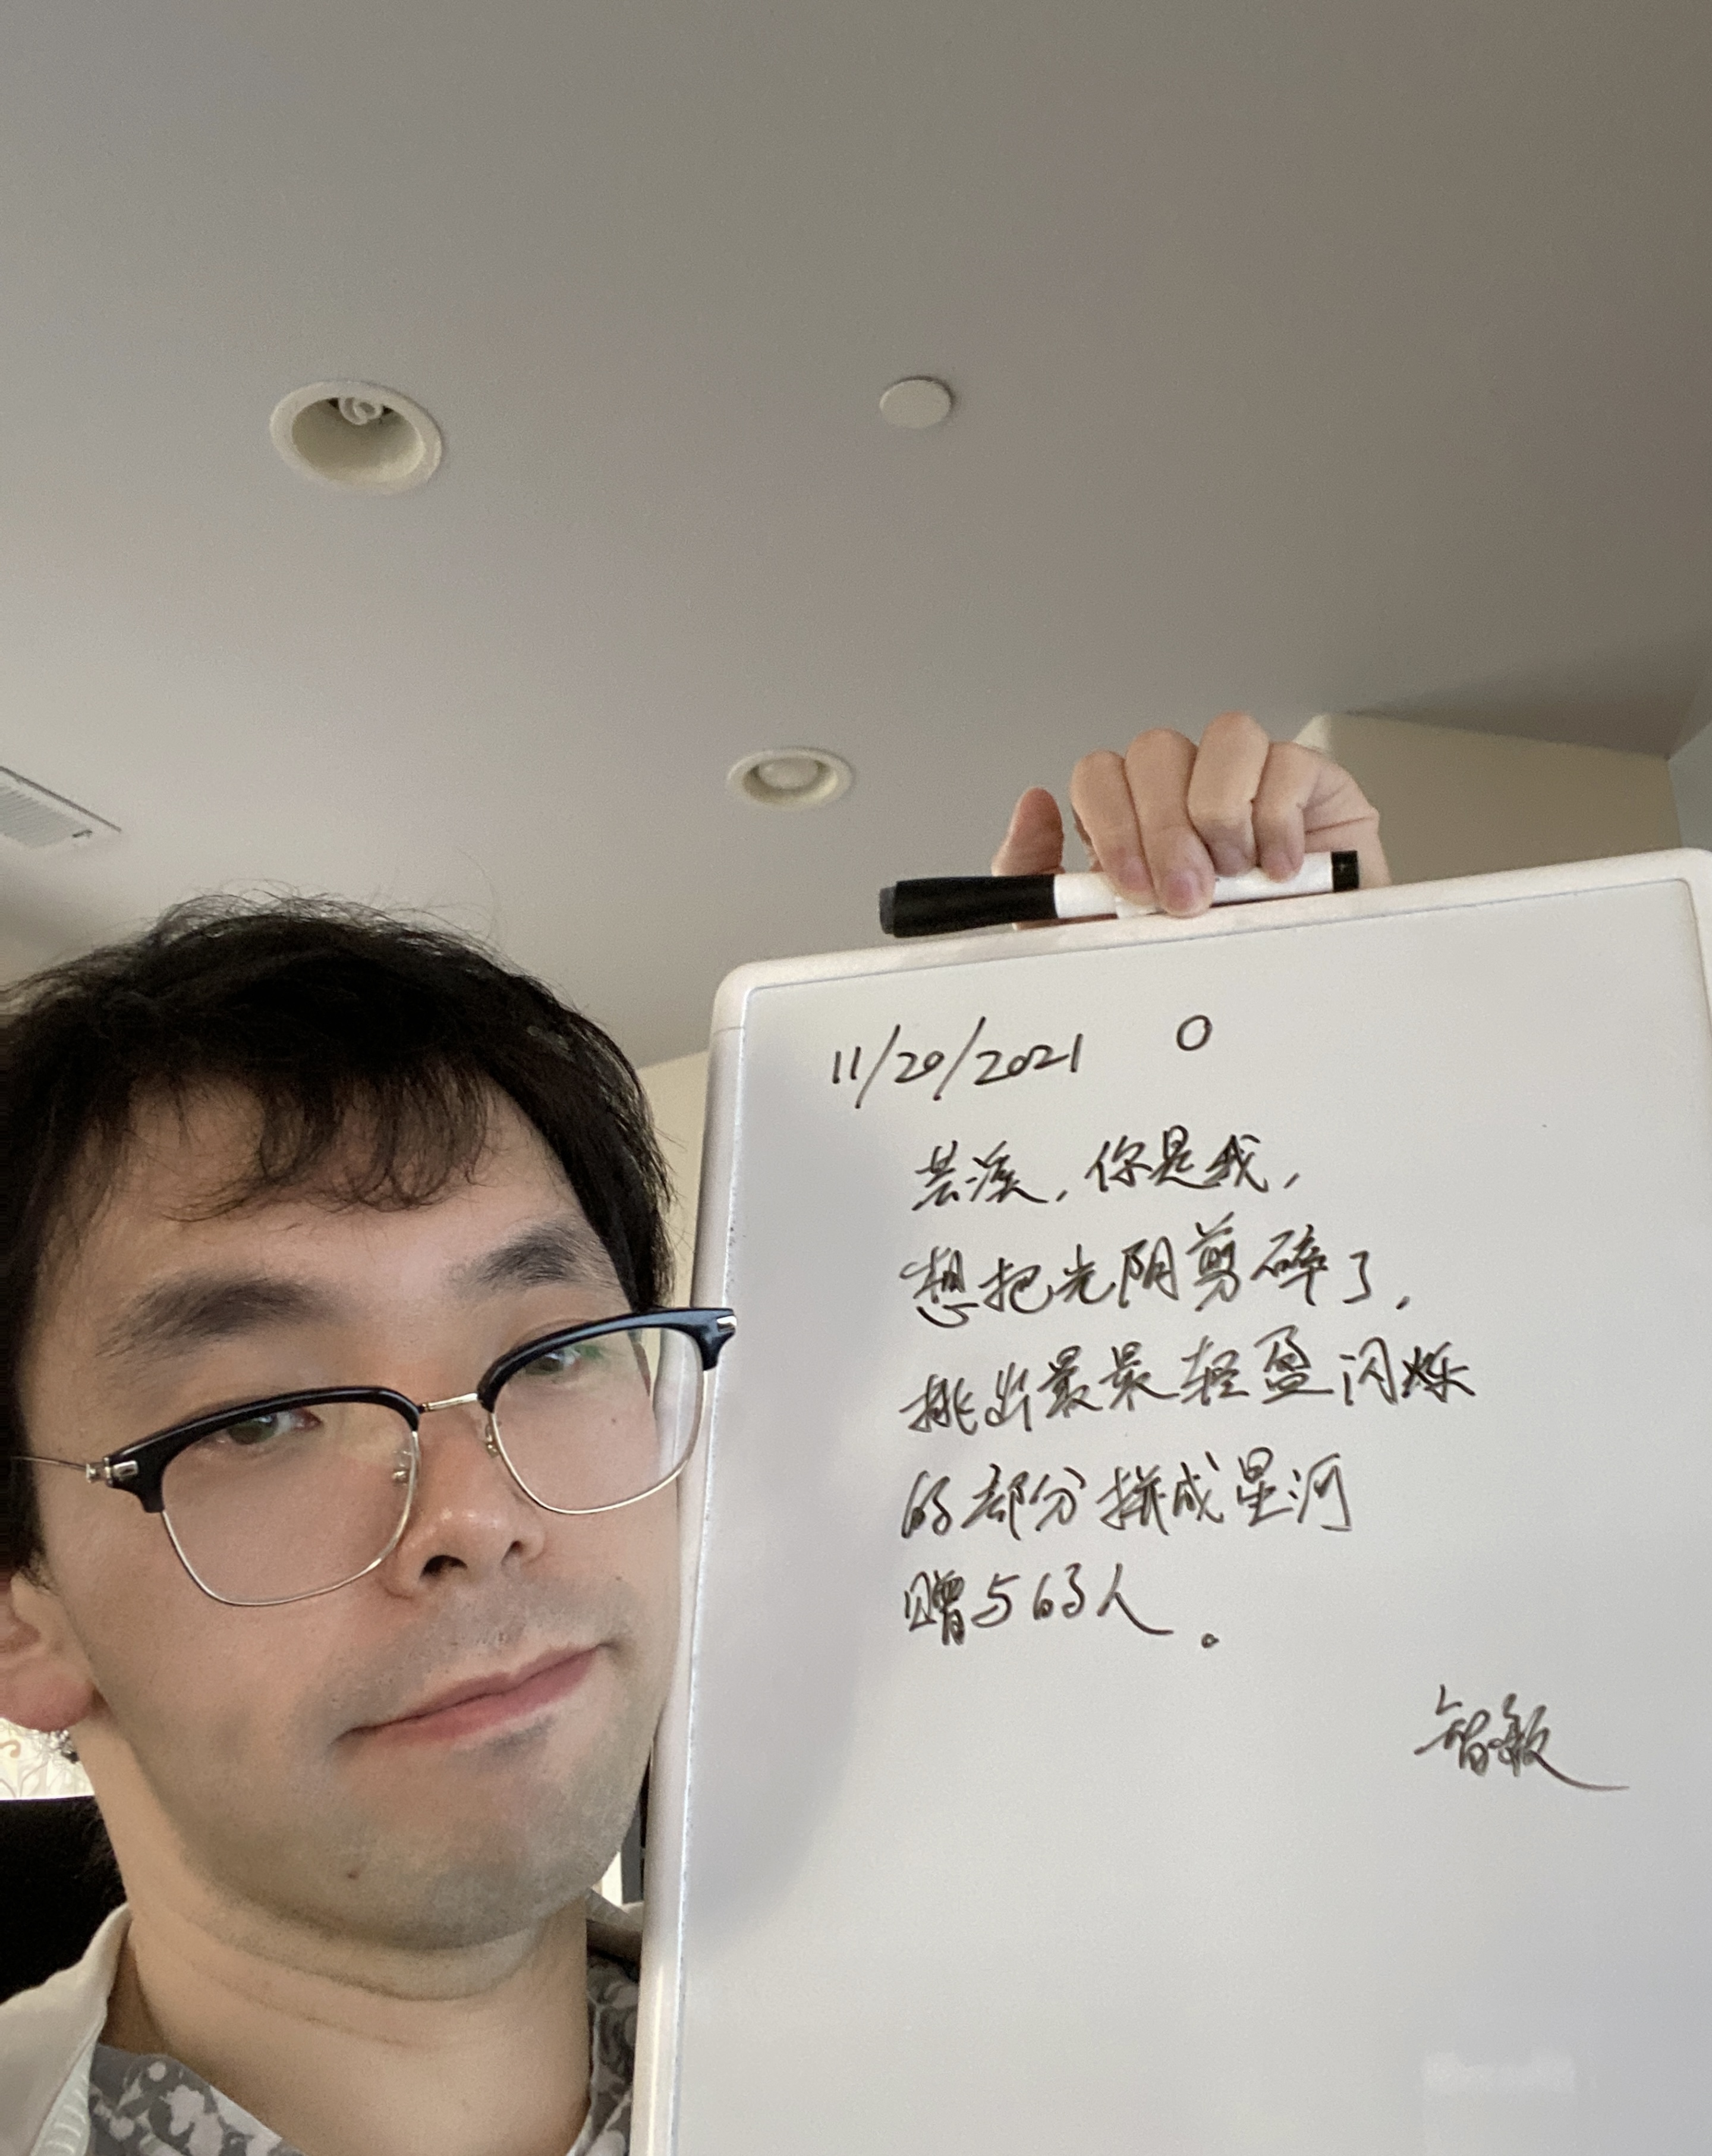 11/20/2021 O
芸溪，你是我，
想把光阴剪碎了，
挑出最最轻盈闪烁
的部分拼成星河
赠与的人。
智敏